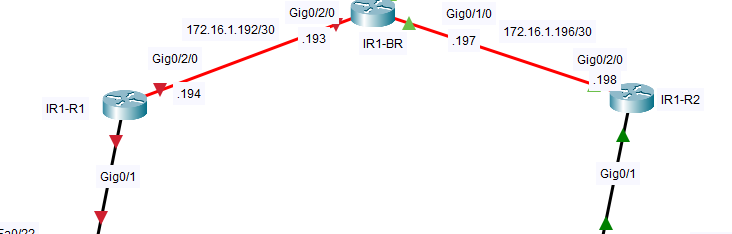 Gig0/2/0
Gig0/1/0
172.16.1.192/30
172.16.1.196/30
.193
.197
IR1-BR
Gig0/2/0
Gig0/2/0
.194
.198
IR1-R1
IR1-R2
Gig0/1
Gig0/1